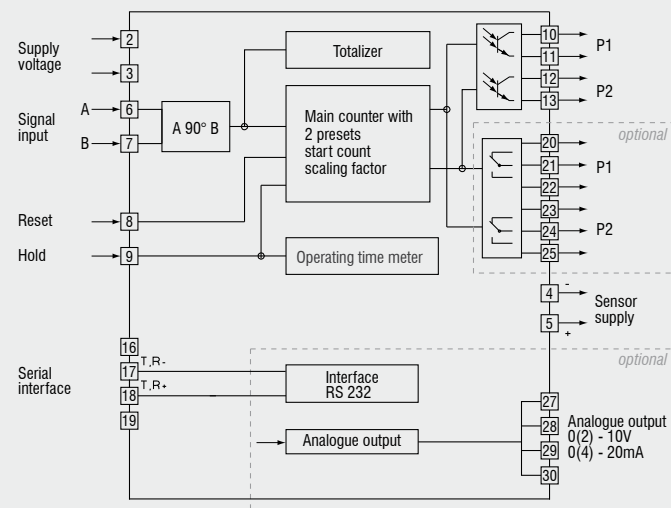 Supply
voltage
2
3
Signal
input
A
6
B
7
A 90° B
Totalizer
Main counter with
2 presets
start count
scaling factor
Reset
8
Hold
9
Operating time meter
10
11
P1
12
13
P2
optional
20
21
P1
22
23
24
P2
25
4
-
Sensor
supply
5
+
optional
Serial
interface
16
17
T,R-
18
T,R+
19
Interface
RS 232
Analogue output
27
28
29
30
Analogue output
0(2) - 10V
0(4) - 20mA